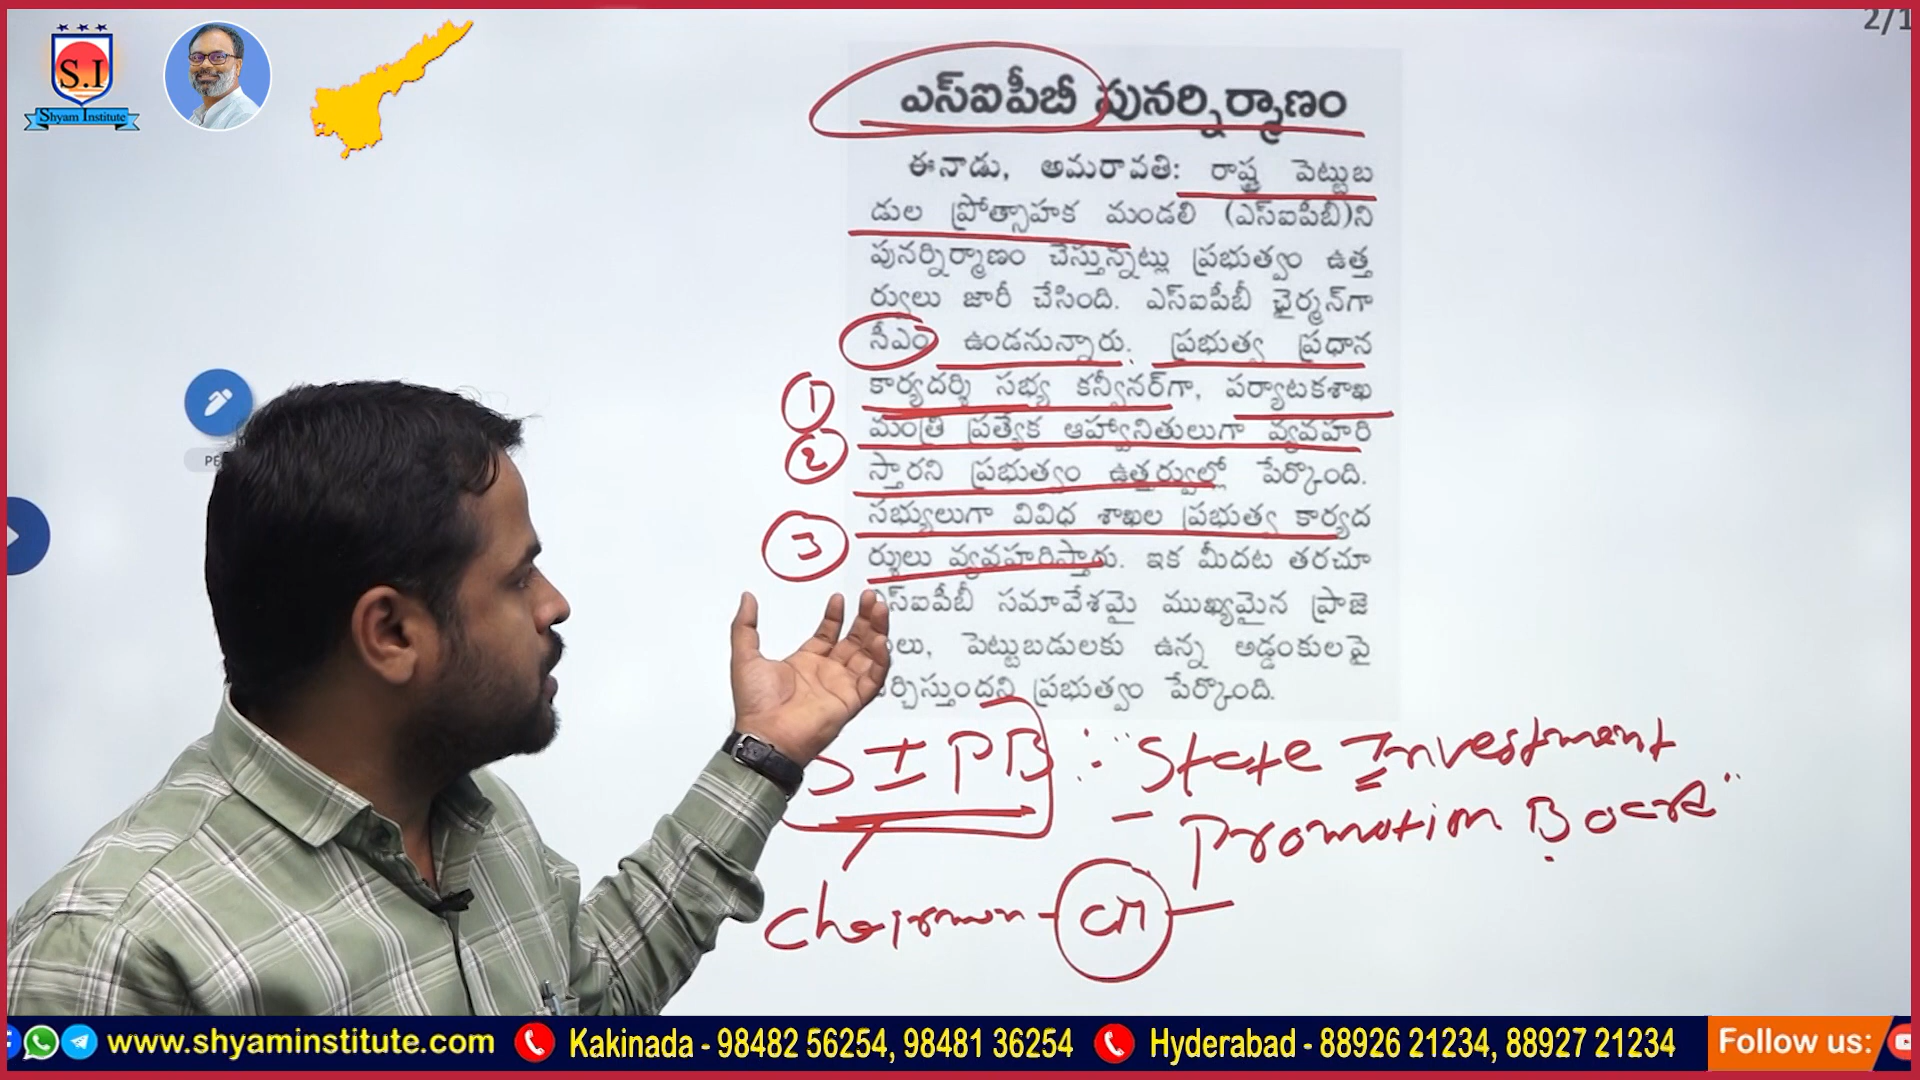 2/1
S.I
Shyam Institute
ఎస్ఐపీబీ పునర్నిర్మాణం
ఈనాడు, అమరావతి: రాష్ట్ర పెట్టుబ
డుల ప్రోత్సాహక మండలి (ఎస్ఐపీబీ)ని
పునర్నిర్మాణం చేస్తున్నట్లు ప్రభుత్వం ఉత్త
ర్వులు జారీ చేసింది. ఎస్ఐపీబీ ఛైర్మన్‌గా
సీఎం ఉండనున్నారు. ప్రభుత్వ ప్రధాన
1 కార్యదర్శి సభ్య కన్వీనర్‌గా, పర్యాటకశాఖ
మంత్రి ప్రత్యేక ఆహ్వానితులుగా వ్యవహరి
2 స్తారని ప్రభుత్వం ఉత్తర్వుల్లో పేర్కొంది.
సభ్యులుగా వివిధ శాఖల ప్రభుత్వ కార్యద
3 ర్శులు వ్యవహరిస్తారు. ఇక మీదట తరచూ
ఎస్ఐపీబీ సమావేశమై ముఖ్యమైన ప్రాజె
లు, పెట్టుబడులకు ఉన్న అడ్డంకులపై
ర్చిస్తుందని ప్రభుత్వం పేర్కొంది.
SIPB :- "State Investment
- Promotion Board"
Chairman - CM -
www.shyaminstitute.com Kakinada - 98482 56254, 98481 36254 Hyderabad - 88926 21234, 88927 21234 Follow us: